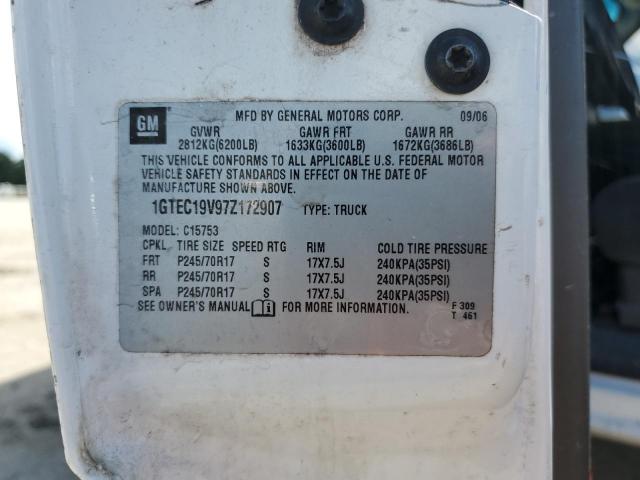 GM
MFD BY GENERAL MOTORS CORP. 09/06
GVWR GAWR FRT GAWR RR
2812KG(6200LB) 1633KG(3600LB) 1672KG(3686LB)
THIS VEHICLE CONFORMS TO ALL APPLICABLE U.S. FEDERAL MOTOR
VEHICLE SAFETY STANDARDS IN EFFECT ON THE DATE OF
MANUFACTURE SHOWN ABOVE.
1GTEC19V97Z172907 TYPE: TRUCK
MODEL: C15753
CPKL TIRE SIZE SPEED RTG RIM COLD TIRE PRESSURE
FRT P245/70R17 S 17X7.5J 240KPA(35PSI)
RR P245/70R17 S 17X7.5J 240KPA(35PSI)
SPA P245/70R17 S 17X7.5J 240KPA(35PSI)
SEE OWNER'S MANUAL FOR MORE INFORMATION. F 309
T 461